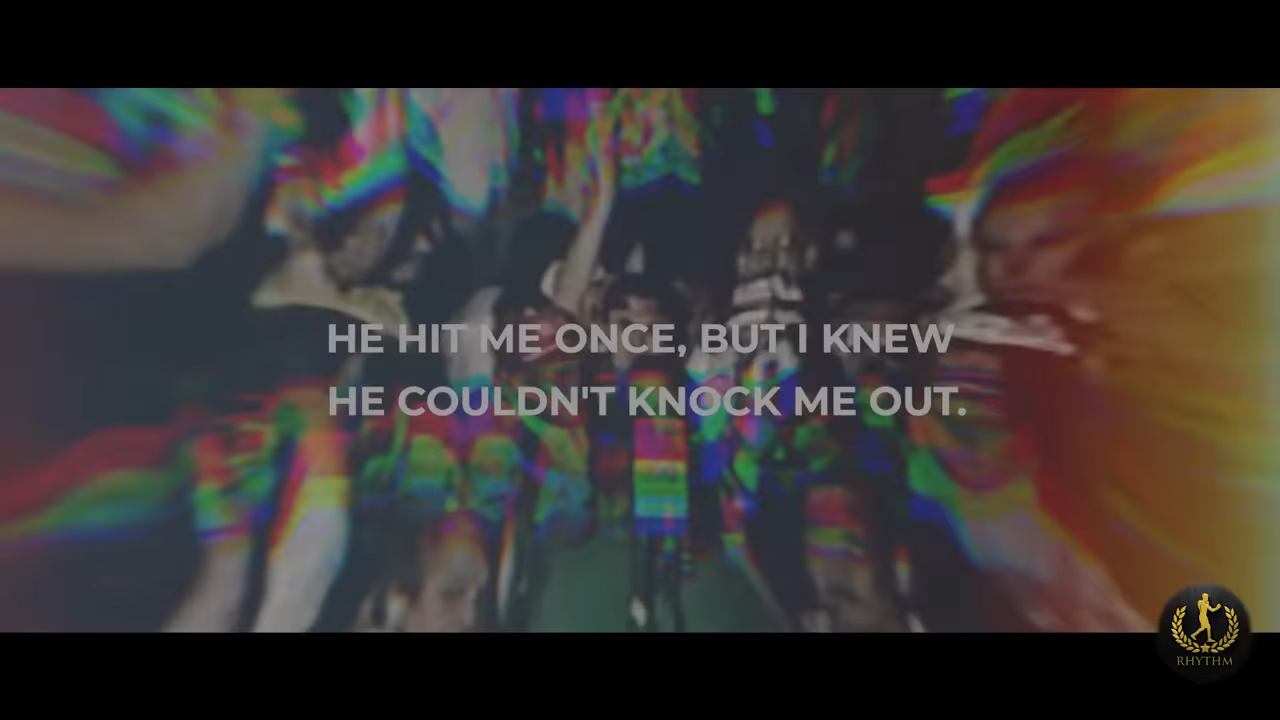 HE HIT ME ONCE, BUT I KNEW
HE COULDN'T KNOCK ME OUT.
RHYTHM